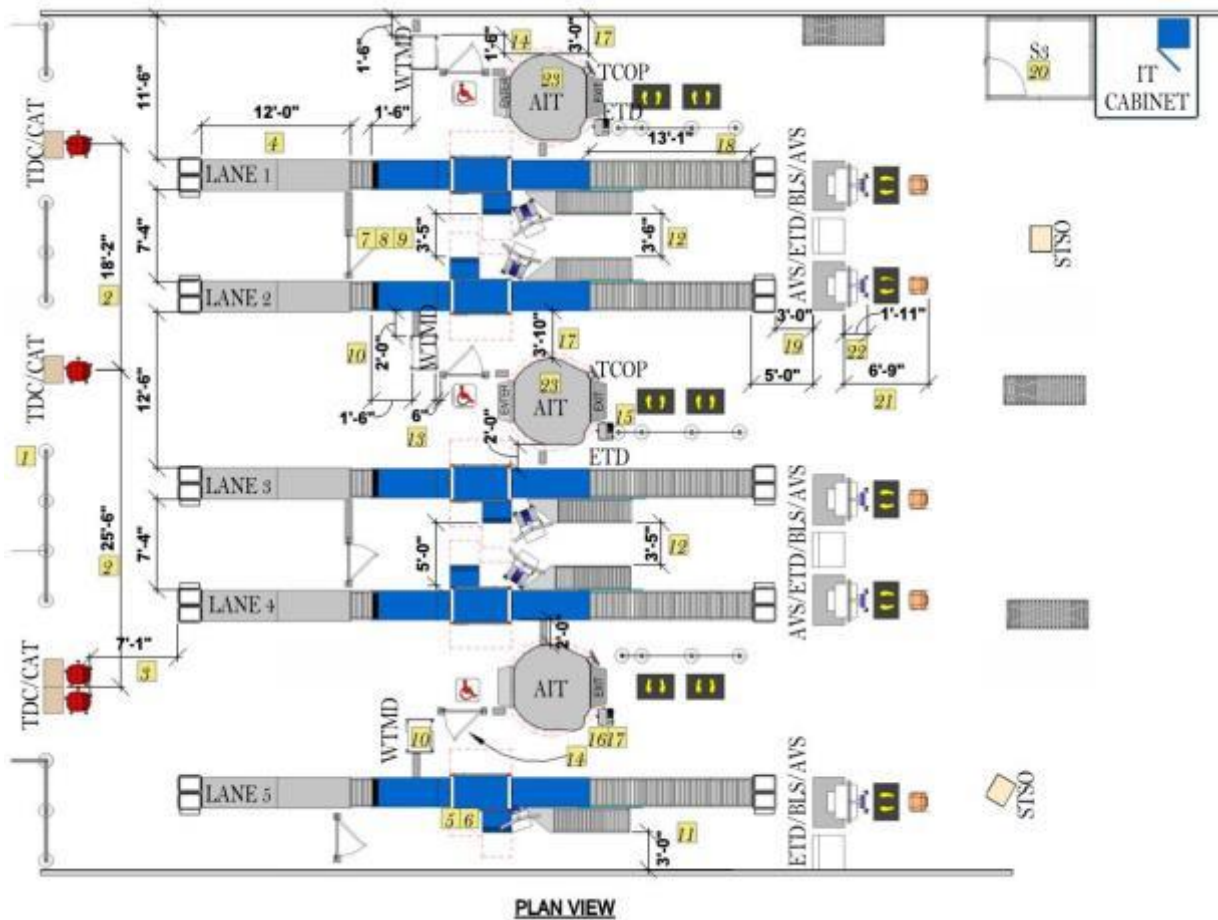 1'-6"
WTMD
14
1'-6"
3'-0"
17
11'-6"
23
AIT
ENTER
EXIT
TCOP
ETD
S3
20
IT
CABINET
TDC/CAT
12'-0"
4
1'-6"
13'-1"
18
LANE 1
7'-4"
18'-2"
2
7
8
9
3'-5"
3'-6"
12
AVS/ETD/BLS/AVS
STSO
LANE 2
10
2'-0"
WTMD
3'-10"
17
3'-0"
19
1'-11"
22
5'-0"
6'-9"
21
TDC/CAT
12'-6"
1'-6"
6"
13
ENTER
23
AIT
EXIT
TCOP
15
2'-0"
ETD
1
LANE 3
25'-6"
2
7'-4"
5'-0"
3'-5"
12
AVS/ETD/BLS/AVS
LANE 4
2'-0"
7'-1"
3
TDC/CAT
AIT
EXIT
WTMD
10
14
16
17
LANE 5
5
6
11
3'-0"
ETD/BLS/AVS
STSO
PLAN VIEW